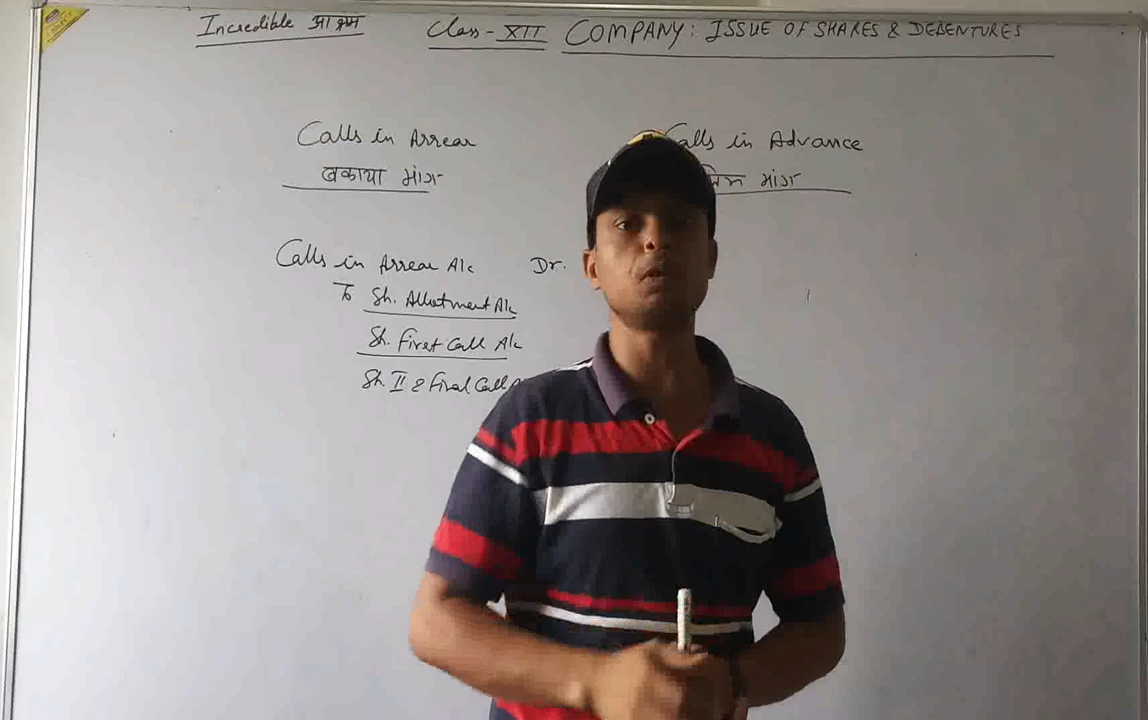 Incredible आश्रम Class-XII COMPANY: ISSUE OF SHARES & DEBENTURES
Calls in Arrear
बकाया मांग
Calls in Advance
मांग
Calls in Arrear A/c Dr.
To Sh. Allotment A/c
Sh. First Call A/c
Sh. II & Final Call